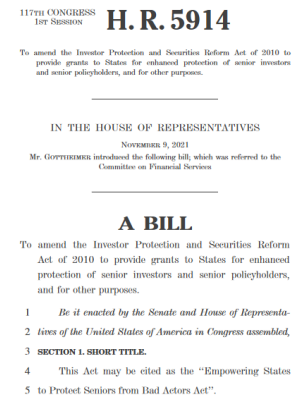 117TH CONGRESS
1ST SESSION
H. R. 5914
To amend the Investor Protection and Securities Reform Act of 2010 to
provide grants to States for enhanced protection of senior investors
and senior policyholders, and for other purposes.
IN THE HOUSE OF REPRESENTATIVES
NOVEMBER 9, 2021
Mr. GOTTHEIMER introduced the following bill; which was referred to the
Committee on Financial Services
A BILL
To amend the Investor Protection and Securities Reform
Act of 2010 to provide grants to States for enhanced
protection of senior investors and senior policyholders,
and for other purposes.
1 Be it enacted by the Senate and House of Representa-
2 tives of the United States of America in Congress assembled,
3 SECTION 1. SHORT TITLE.
4 This Act may be cited as the “Empowering States
5 to Protect Seniors from Bad Actors Act”.